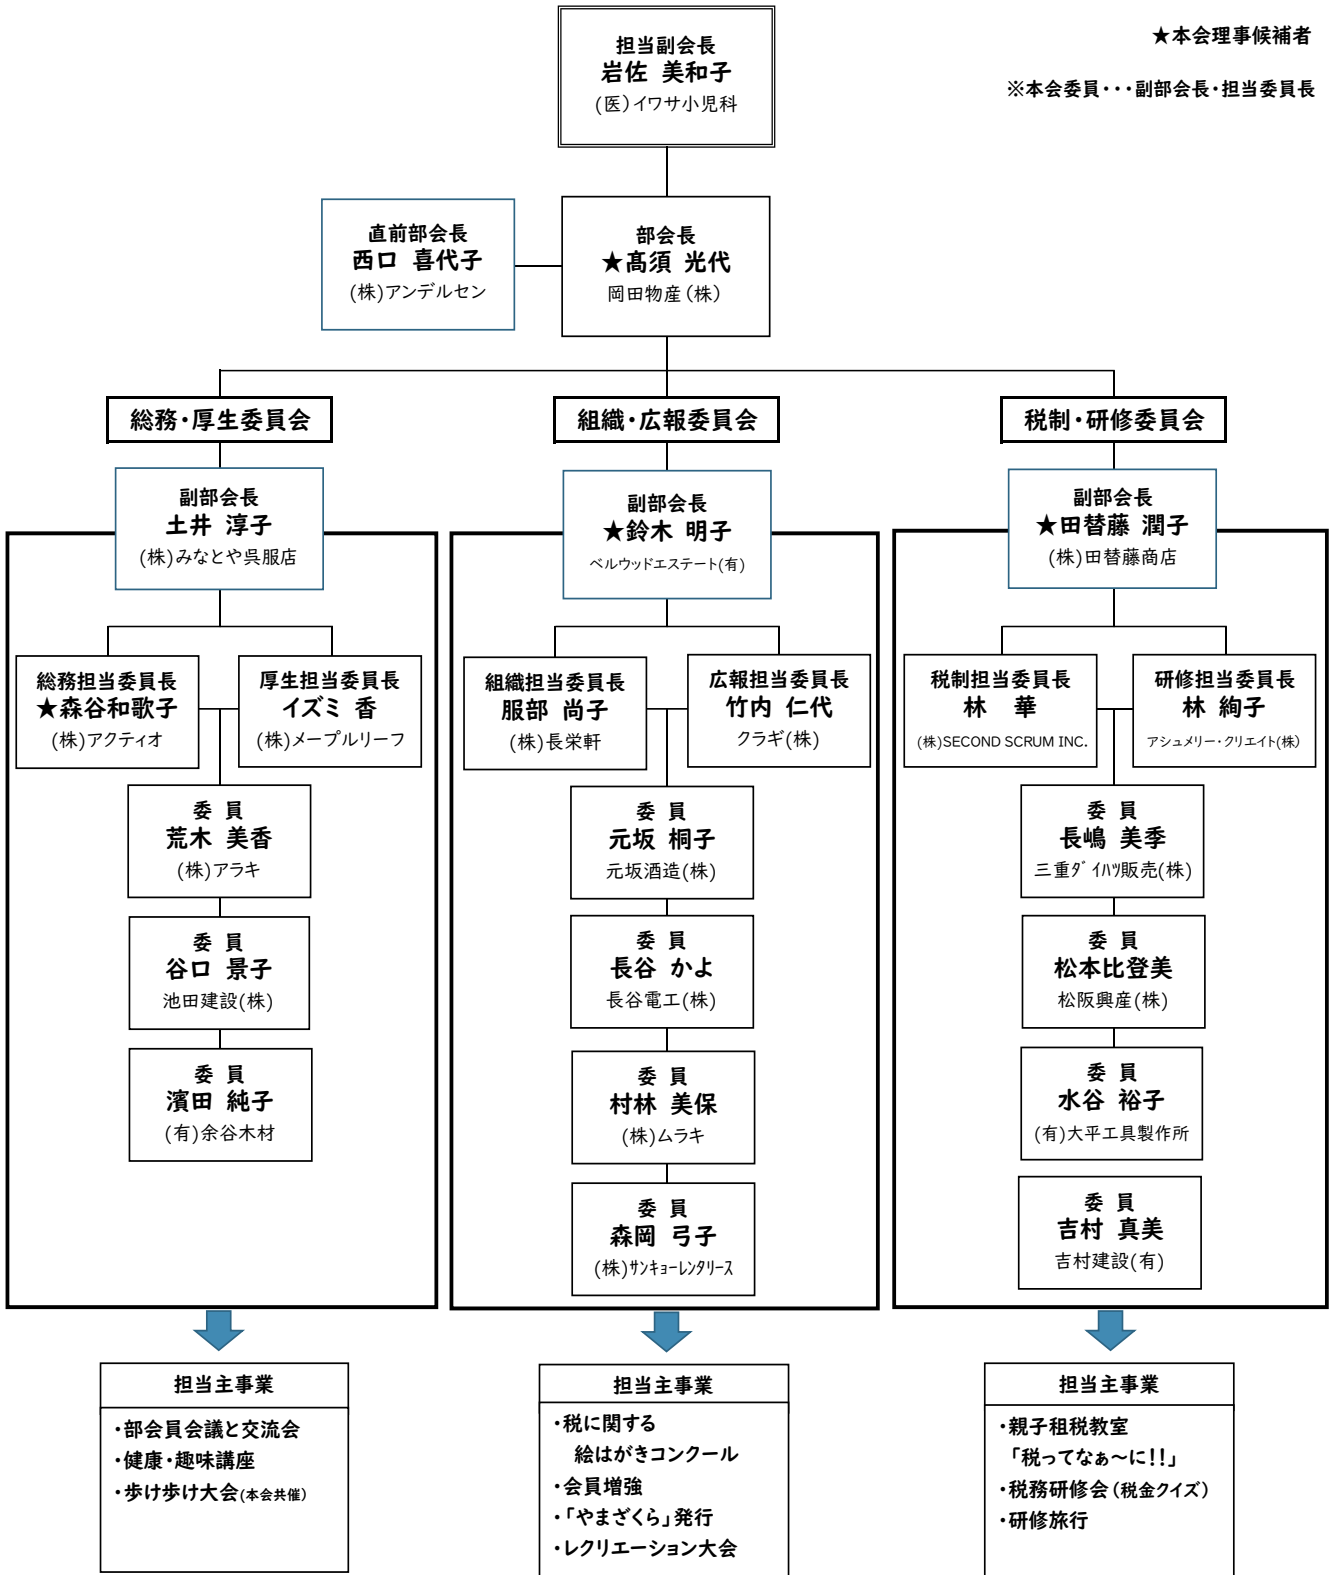 ★本会理事候補者
※本会委員・・・副部会長・担当委員長
担当副会長
岩佐 美和子
(医)イワサ小児科
直前部会長
西口 喜代子
(株)アンデルセン
部会長
★髙須 光代
岡田物産(株)
総務・厚生委員会
副部会長
土井 淳子
(株)みなとや呉服店
総務担当委員長
★森谷和歌子
(株)アクティオ
厚生担当委員長
イズミ 香
(株)メープルリーフ
委 員
荒木 美香
(株)アラキ
委 員
谷口 景子
池田建設(株)
委 員
濱田 純子
(有)余谷木材
担当主事業
・部会員会議と交流会
・健康・趣味講座
・歩け歩け大会(本会共催)
組織・広報委員会
副部会長
★鈴木 明子
ベルウッドエステート(有)
組織担当委員長
服部 尚子
(株)長栄軒
広報担当委員長
竹内 仁代
クラギ(株)
委 員
元坂 桐子
元坂酒造(株)
委 員
長谷 かよ
長谷電工(株)
委 員
村林 美保
(株)ムラキ
委 員
森岡 弓子
(株)ｻﾝｷｮｰﾚﾝﾀﾘｰｽ
担当主事業
・税に関する
絵はがきコンクール
・会員増強
・「やまざくら」発行
・レクリエーション大会
税制・研修委員会
副部会長
★田替藤 潤子
(株)田替藤商店
税制担当委員長
林 華
(株)SECOND SCRUM INC.
研修担当委員長
林 絢子
アシュメリー・クリエイト(株)
委 員
長嶋 美季
三重ﾀﾞｲﾊﾂ販売(株)
委 員
松本比登美
松阪興産(株)
委 員
水谷 裕子
(有)大平工具製作所
委 員
吉村 真美
吉村建設(有)
担当主事業
・親子租税教室
「税ってなぁ～に!!」
・税務研修会(税金クイズ)
・研修旅行